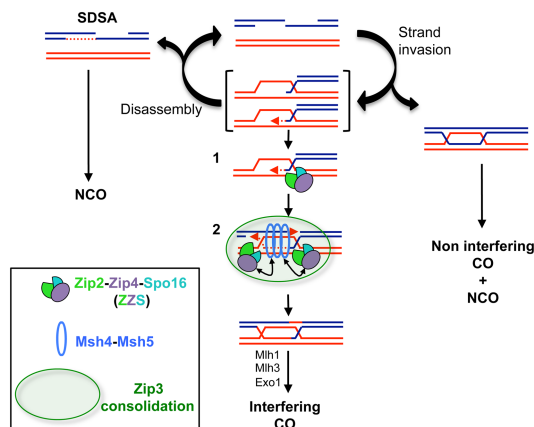 SDSA
Strand
invasion
Disassembly
1
NCO
2
Non interfering
CO
+
NCO
Zip2-Zip4-Spo16
(ZZS)
Msh4-Msh5
Zip3
consolidation
Mlh1
Mlh3
Exo1
Interfering
CO